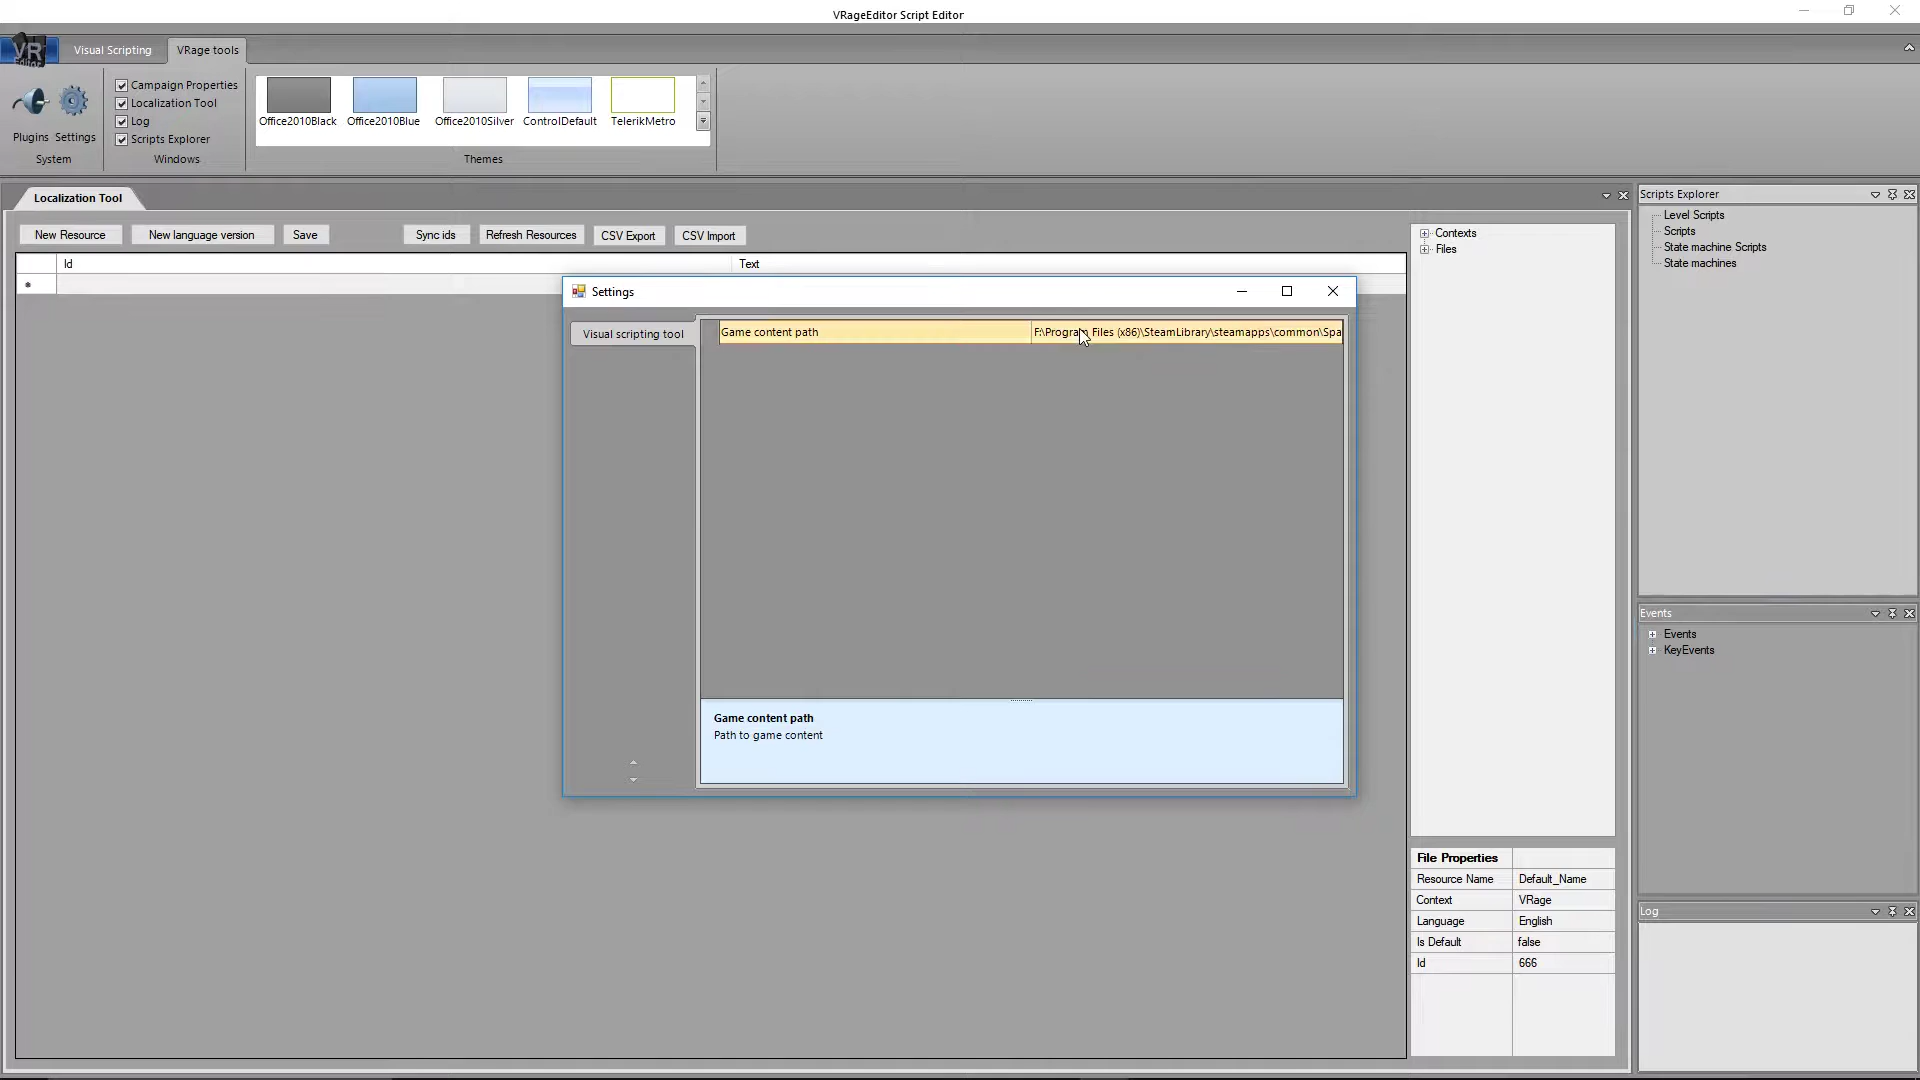 VRageEditor Script Editor
VR
Editor
Visual Scripting
VRage tools
Plugins
Settings
System
Campaign Properties
Localization Tool
Log
Scripts Explorer
Windows
Office2010Black
Office2010Blue
Office2010Silver
ControlDefault
TelerikMetro
Themes
Localization Tool
New Resource
New language version
Save
Sync ids
Refresh Resources
CSV Export
CSV Import
Id
Text
Settings
Visual scripting tool
Game content path
F:\Program Files (x86)\SteamLibrary\steamapps\common\Spa
Game content path
Path to game content
Contexts
Files
File Properties
Resource Name Default_Name
Context VRage
Language English
Is Default false
Id 666
Scripts Explorer
Level Scripts
Scripts
State machine Scripts
State machines
Events
Events
KeyEvents
Log